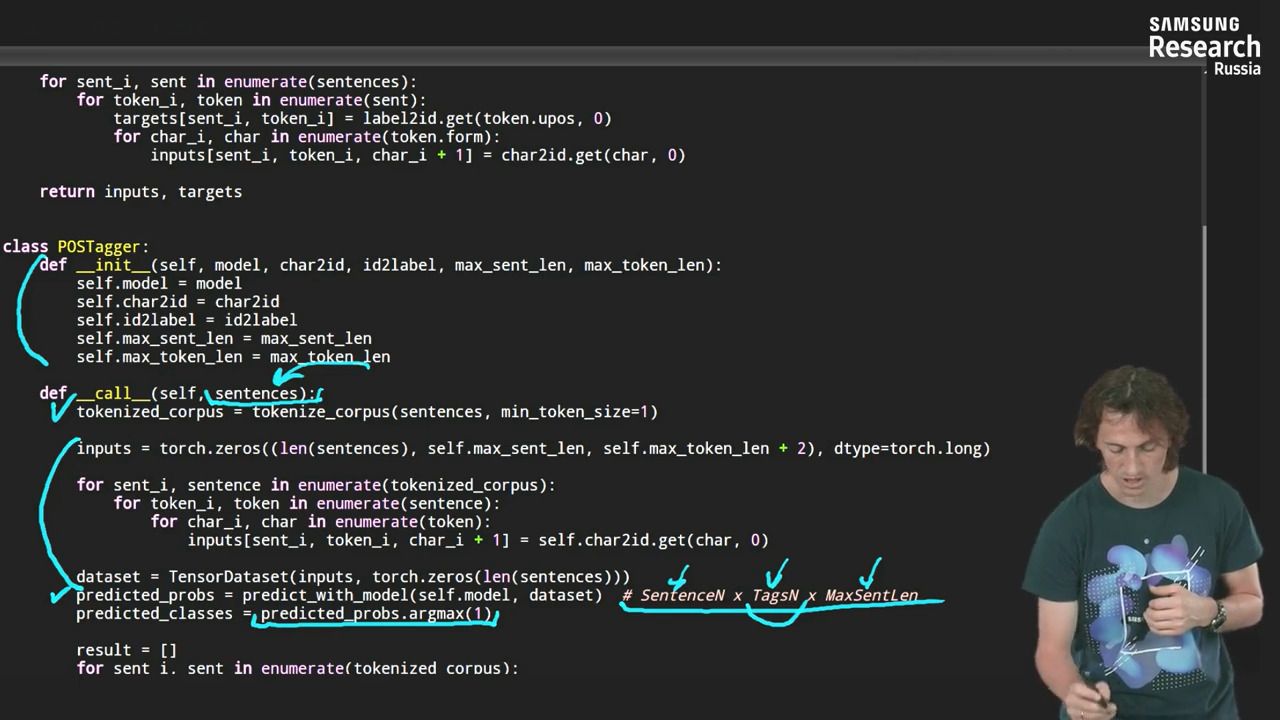 SAMSUNG
Research
Russia
for sent_i, sent in enumerate(sentences):
for token_i, token in enumerate(sent):
targets[sent_i, token_i] = label2id.get(token.upos, 0)
for char_i, char in enumerate(token.form):
inputs[sent_i, token_i, char_i + 1] = char2id.get(char, 0)
return inputs, targets
class POSTagger:
def __init__(self, model, char2id, id2label, max_sent_len, max_token_len):
self.model = model
self.char2id = char2id
self.id2label = id2label
self.max_sent_len = max_sent_len
self.max_token_len = max_token_len
def __call__(self, sentences):
tokenized_corpus = tokenize_corpus(sentences, min_token_size=1)
inputs = torch.zeros((len(sentences), self.max_sent_len, self.max_token_len + 2), dtype=torch.long)
for sent_i, sentence in enumerate(tokenized_corpus):
for token_i, token in enumerate(sentence):
for char_i, char in enumerate(token):
inputs[sent_i, token_i, char_i + 1] = self.char2id.get(char, 0)
dataset = TensorDataset(inputs, torch.zeros(len(sentences)))
predicted_probs = predict_with_model(self.model, dataset) # SentenceN x TagsN x MaxSentLen
predicted_classes = predicted_probs.argmax(1)
result = []
for sent_i, sent in enumerate(tokenized_corpus):